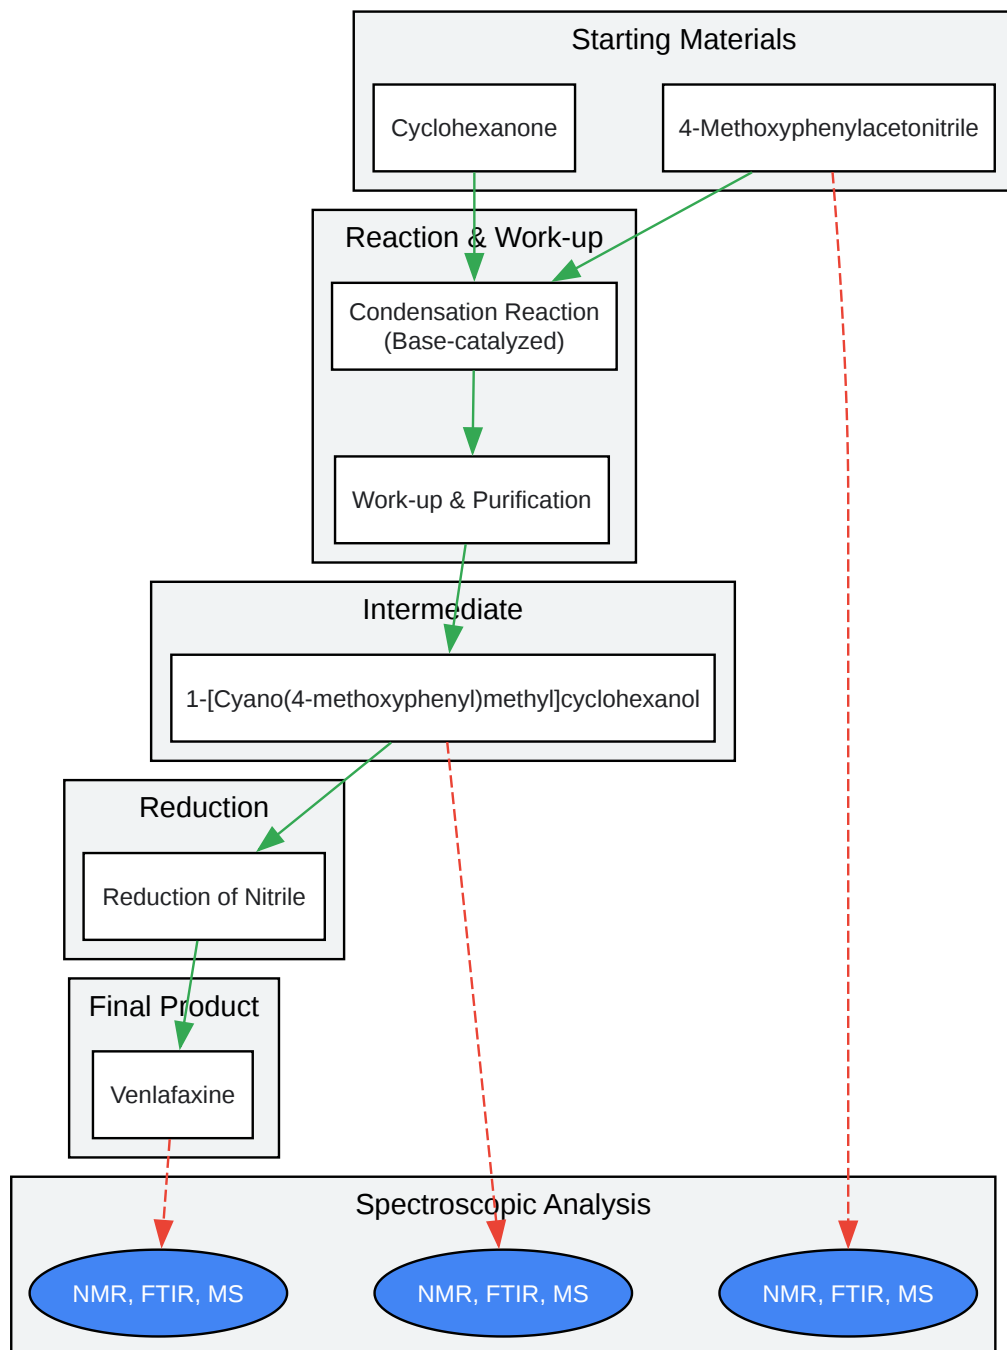 Starting Materials
Cyclohexanone
4-Methoxyphenylacetonitrile
Reaction & Work-up
Condensation Reaction
(Base-catalyzed)
Work-up & Purification
Intermediate
1-[Cyano(4-methoxyphenyl)methyl]cyclohexanol
Reduction
Reduction of Nitrile
Final Product
Venlafaxine
Spectroscopic Analysis
NMR, FTIR, MS
NMR, FTIR, MS
NMR, FTIR, MS